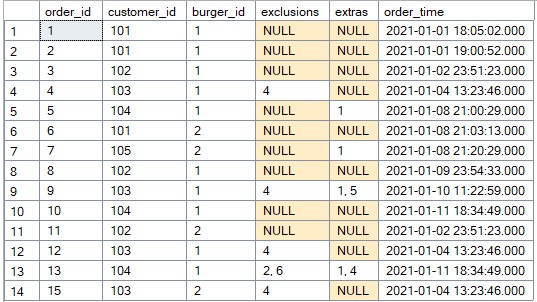 order_id customer_id burger_id exclusions extras order_time
1 1 101 1 NULL NULL 2021-01-01 18:05:02.000
2 2 101 1 NULL NULL 2021-01-01 19:00:52.000
3 3 102 1 NULL NULL 2021-01-02 23:51:23.000
4 4 103 1 4 NULL 2021-01-04 13:23:46.000
5 5 104 1 NULL 1 2021-01-08 21:00:29.000
6 6 101 2 NULL NULL 2021-01-08 21:03:13.000
7 7 105 2 NULL 1 2021-01-08 21:20:29.000
8 8 102 1 NULL NULL 2021-01-09 23:54:33.000
9 9 103 1 4 1, 5 2021-01-10 11:22:59.000
10 10 104 1 NULL NULL 2021-01-11 18:34:49.000
11 11 102 2 NULL NULL 2021-01-02 23:51:23.000
12 12 103 1 4 NULL 2021-01-04 13:23:46.000
13 13 104 1 2, 6 1, 4 2021-01-11 18:34:49.000
14 15 103 2 4 NULL 2021-01-04 13:23:46.000